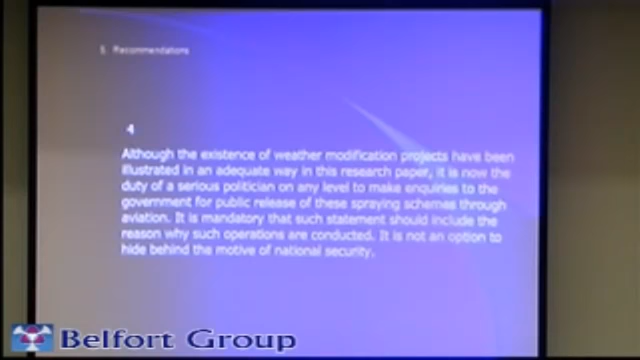 5. Recommendations
4
Although the existence of weather modification projects have been
illustrated in an adequate way in this research paper, it is now the
duty of a serious politician on any level to make enquiries to the
government for public release of these spraying schemes through
aviation. It is mandatory that such statement should include the
reason why such operations are conducted. It is not an option to
hide behind the motive of national security.
Belfort Group